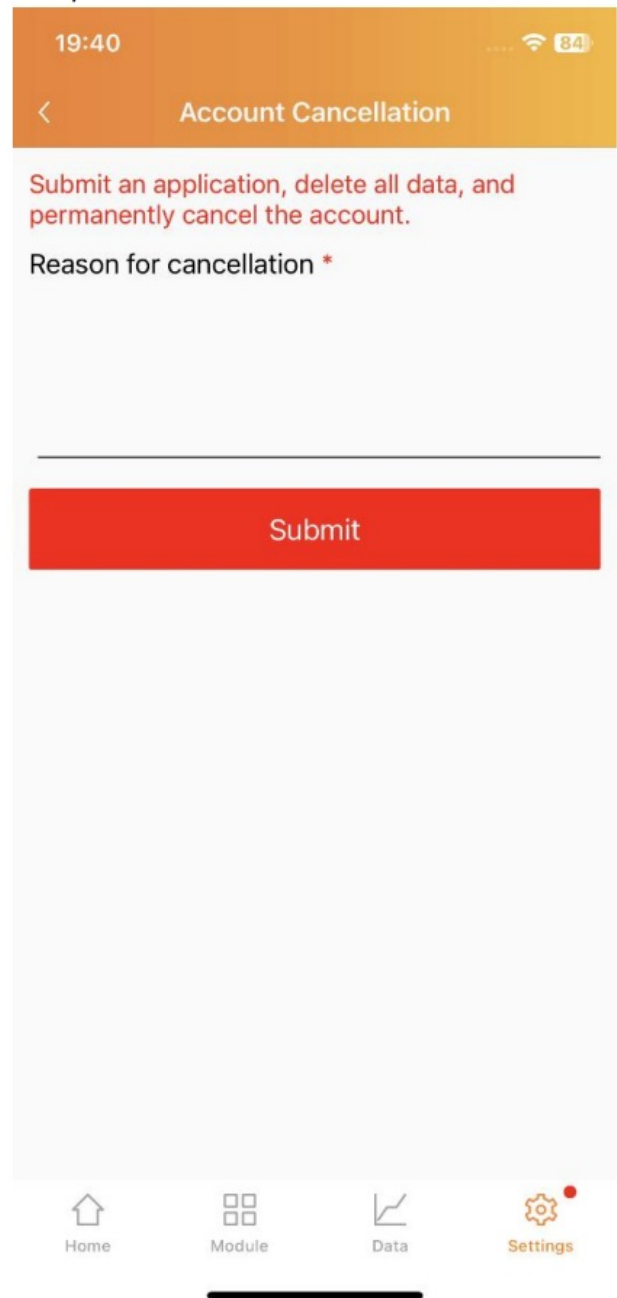 19:40
84
Account Cancellation
Submit an application, delete all data, and
permanently cancel the account.
Reason for cancellation *
Submit
Home
Module
Data
Settings